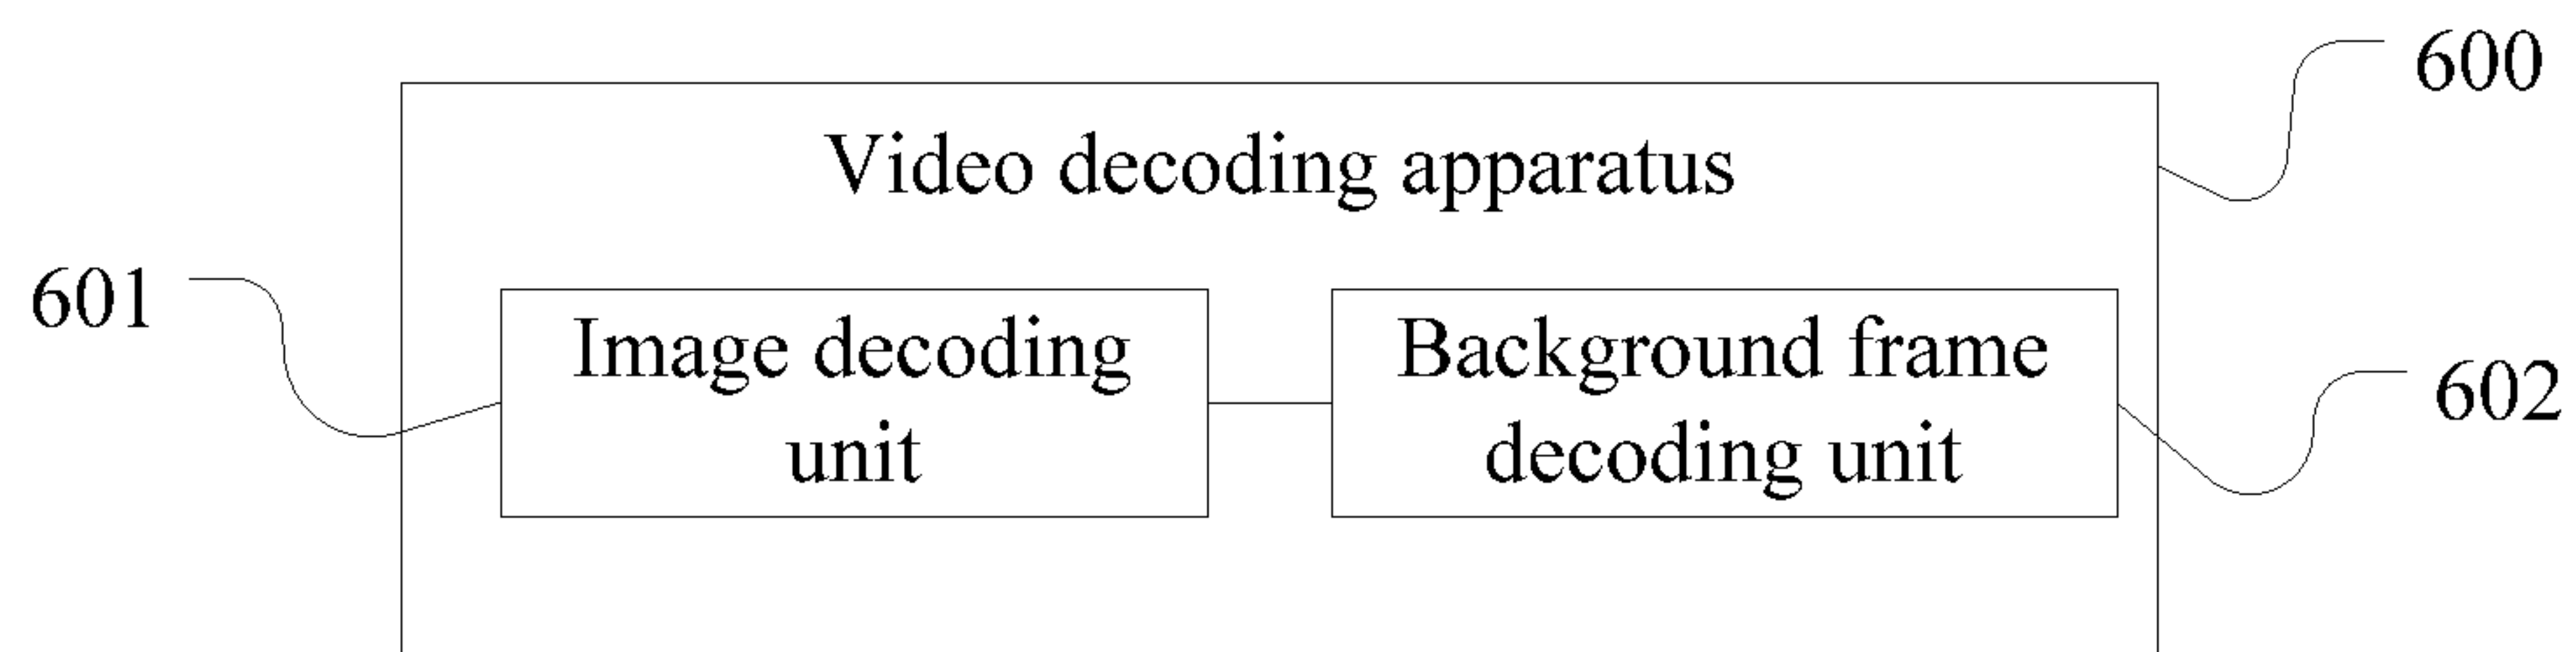 600
Video decoding apparatus
601
Image decoding
unit
Background frame
decoding unit
602